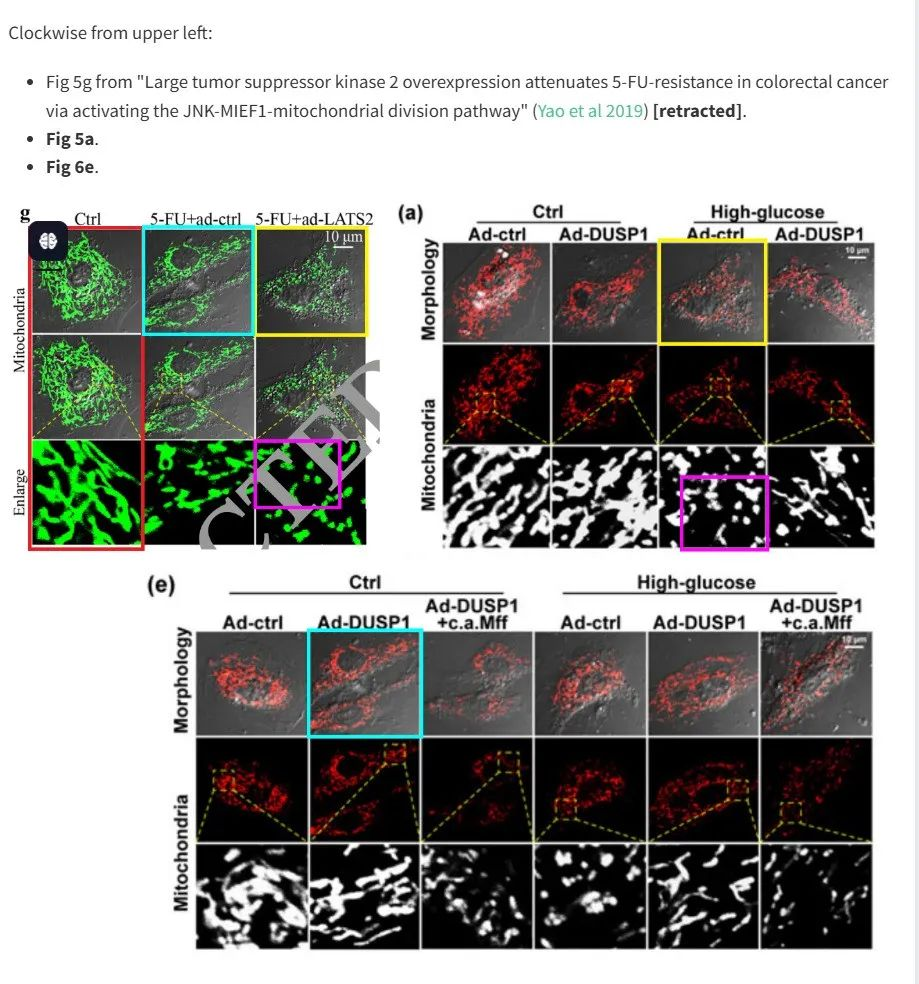 Clockwise from upper left:
• Fig 5g from "Large tumor suppressor kinase 2 overexpression attenuates 5-FU-resistance in colorectal cancer
via activating the JNK-MIEF1-mitochondrial division pathway" (Yao et al 2019) [retracted].
• Fig 5a.
• Fig 6e.
g
Ctrl 5-FU+ad-ctrl 5-FU+ad-LATS2
10 μm
Mitochondria
Enlarge
CTED
(a)
Ctrl High-glucose
Ad-ctrl Ad-DUSP1 Ad-ctrl Ad-DUSP1
10 μm
Morphology
Mitochondria
(e)
Ctrl High-glucose
Ad-ctrl Ad-DUSP1 Ad-DUSP1 +c.a.Mff Ad-ctrl Ad-DUSP1 Ad-DUSP1 +c.a.Mff
10 μm
Morphology
Mitochondria